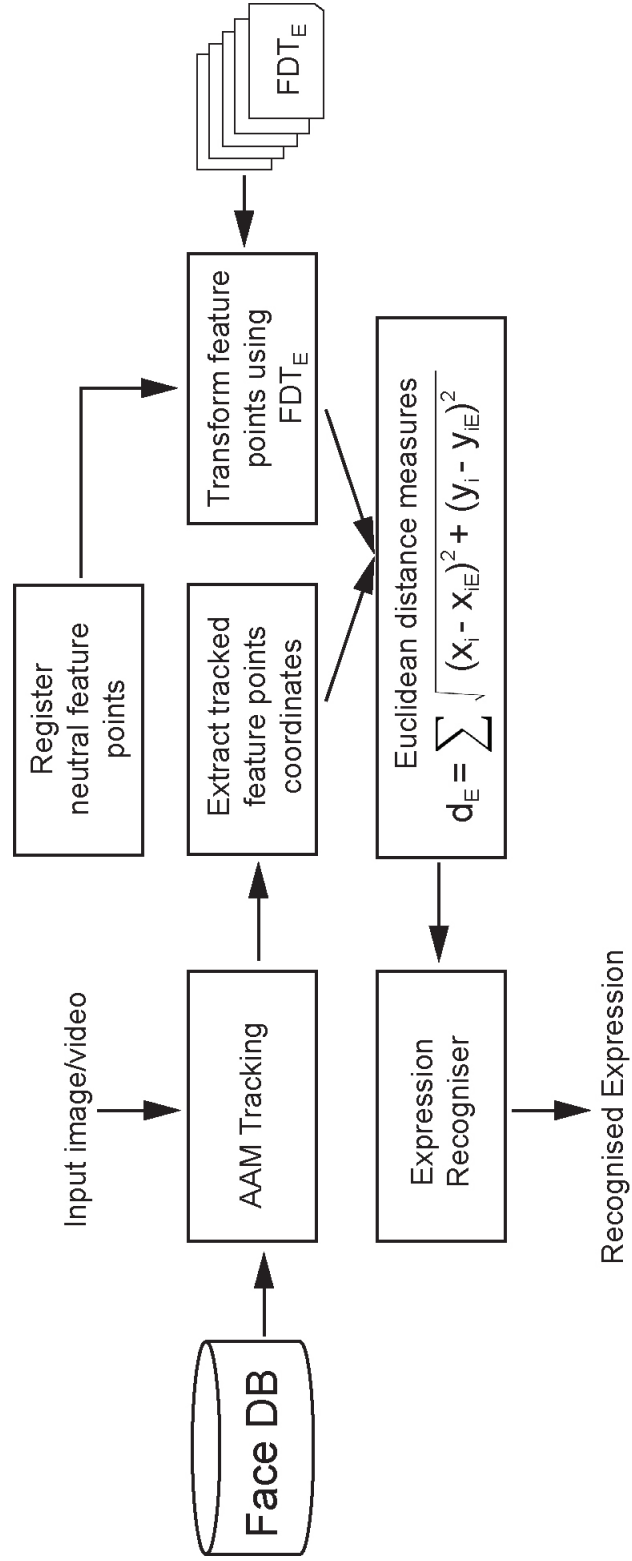 Input image/video
Register
neutral feature
points
Face DB
AAM Tracking
Extract tracked
feature points
coordinates
Transform feature
points using
FDT_E
FDT_E
Expression
Recogniser
Euclidean distance measures
d_E = ∑ √(x_i - x_iE)² + (y_i - y_iE)²
Recognised Expression